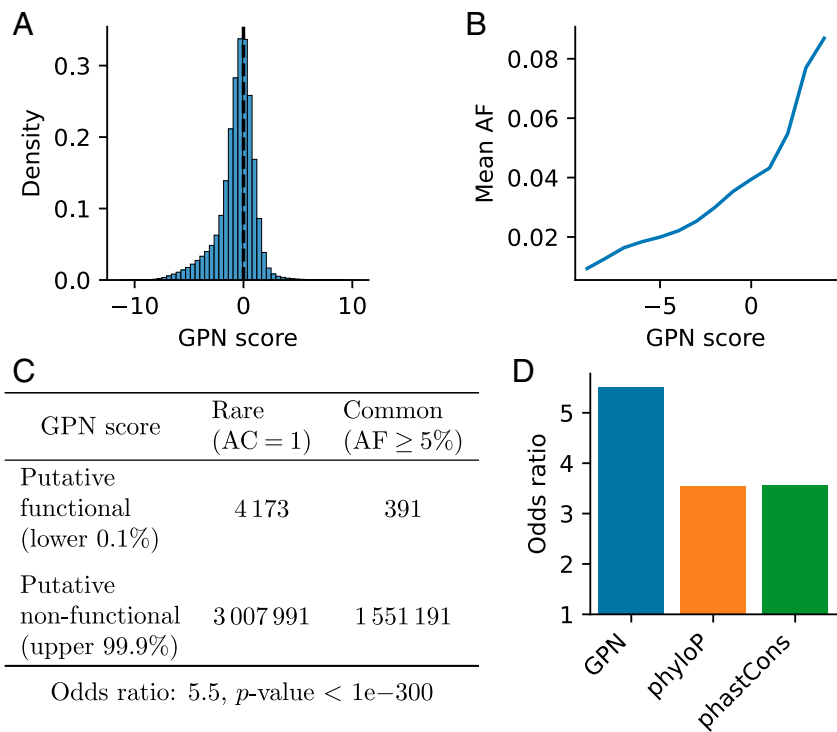 A
Density
0.3
0.2
0.1
0.0
−10
0
10
GPN score
B
Mean AF
0.08
0.06
0.04
0.02
−5
0
GPN score
C
GPN score
Rare
(AC = 1)
Common
(AF ≥ 5%)
Putative
functional
(lower 0.1%)
4 173
391
Putative
non-functional
(upper 99.9%)
3 007 991
1 551 191
Odds ratio: 5.5, p-value < 1e−300
D
Odds ratio
5
4
3
2
1
GPN
phyloP
phastCons